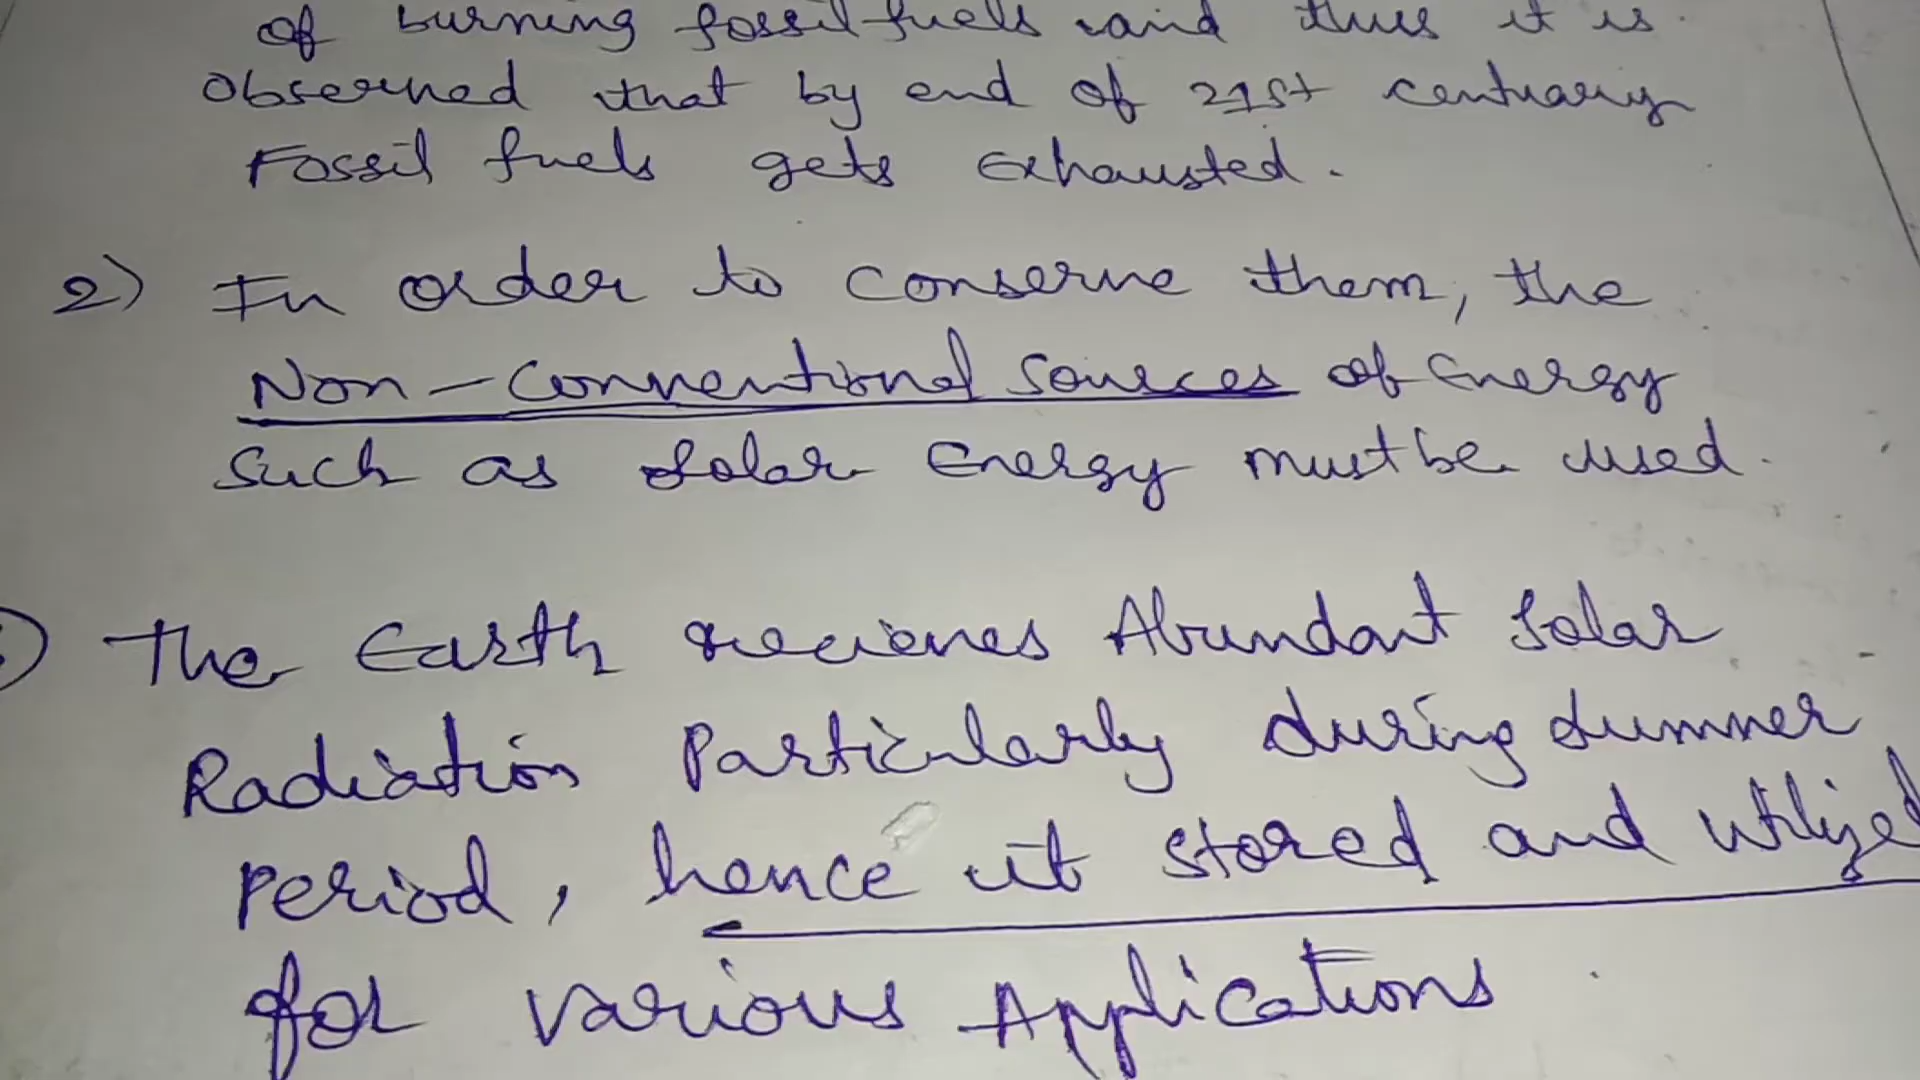 of burning fossil fuels and thus it is
Observed that by end of 21st centuary
Fossil fuels gets Exhausted.
2) In order to conserve them, the
Non-Conventional Sources of Energy
Such as Solar Energy must be used.
) The Earth recieves Abundant Solar
Radiation Particularly during Summer
Period, hence it stored and utilized
for various Applications